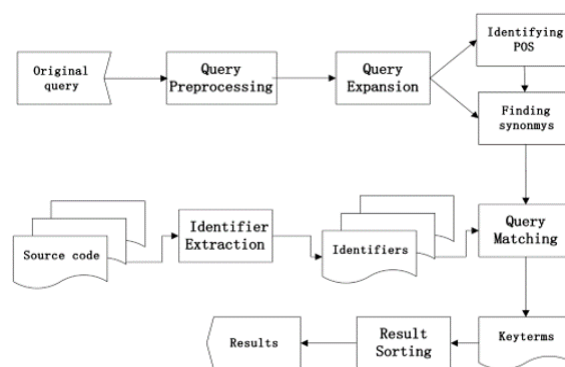 Identifying
POS
Original
query
Query
Preprocessing
Query
Expansion
Finding
synonmys
Source code
Identifier
Extraction
Identifiers
Query
Matching
Results
Result
Sorting
Keyterms